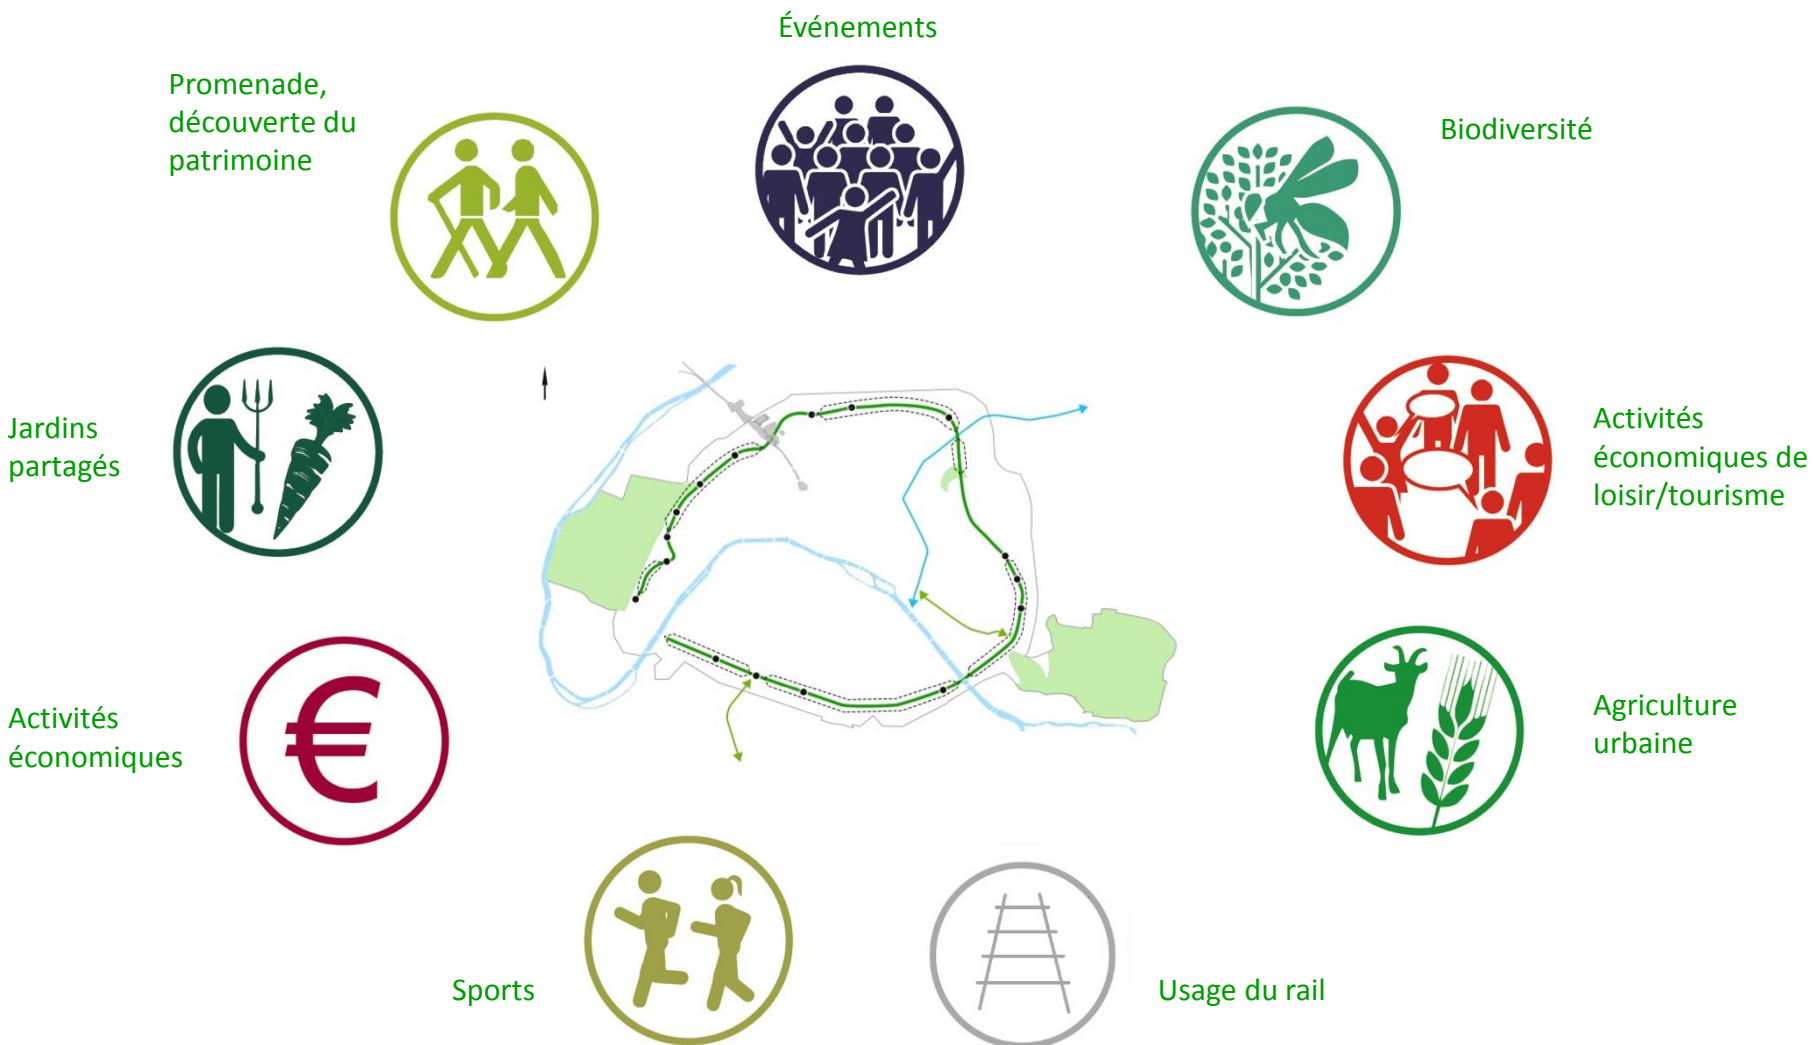 Événements
Promenade,
découverte du
patrimoine
Biodiversité
Jardins
partagés
Activités
économiques de
loisir/tourisme
Activités
économiques
€
Agriculture
urbaine
Sports
Usage du rail